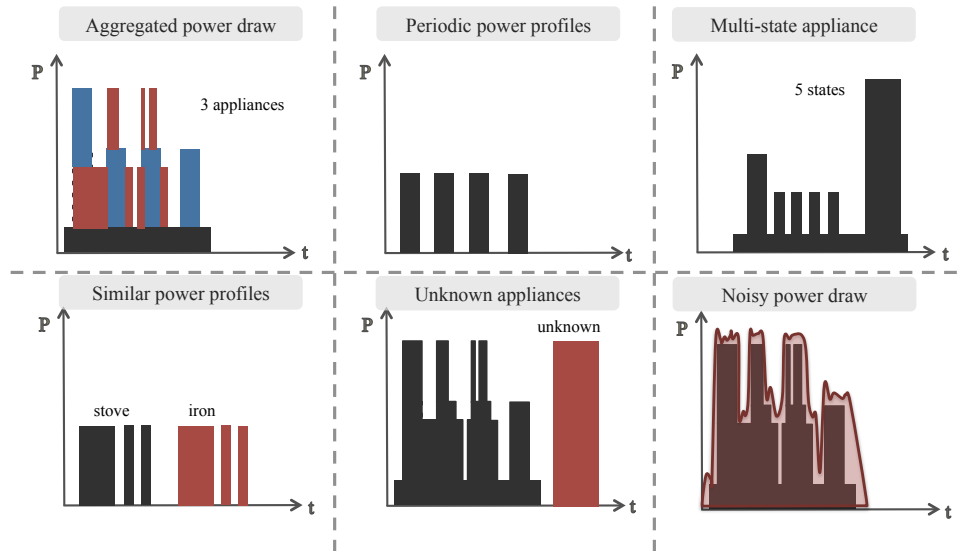 Aggregated power draw
Periodic power profiles
Multi-state appliance
P
3 appliances
t
P
t
P
5 states
t
Similar power profiles
Unknown appliances
Noisy power draw
P
stove
iron
t
P
unknown
t
P
t